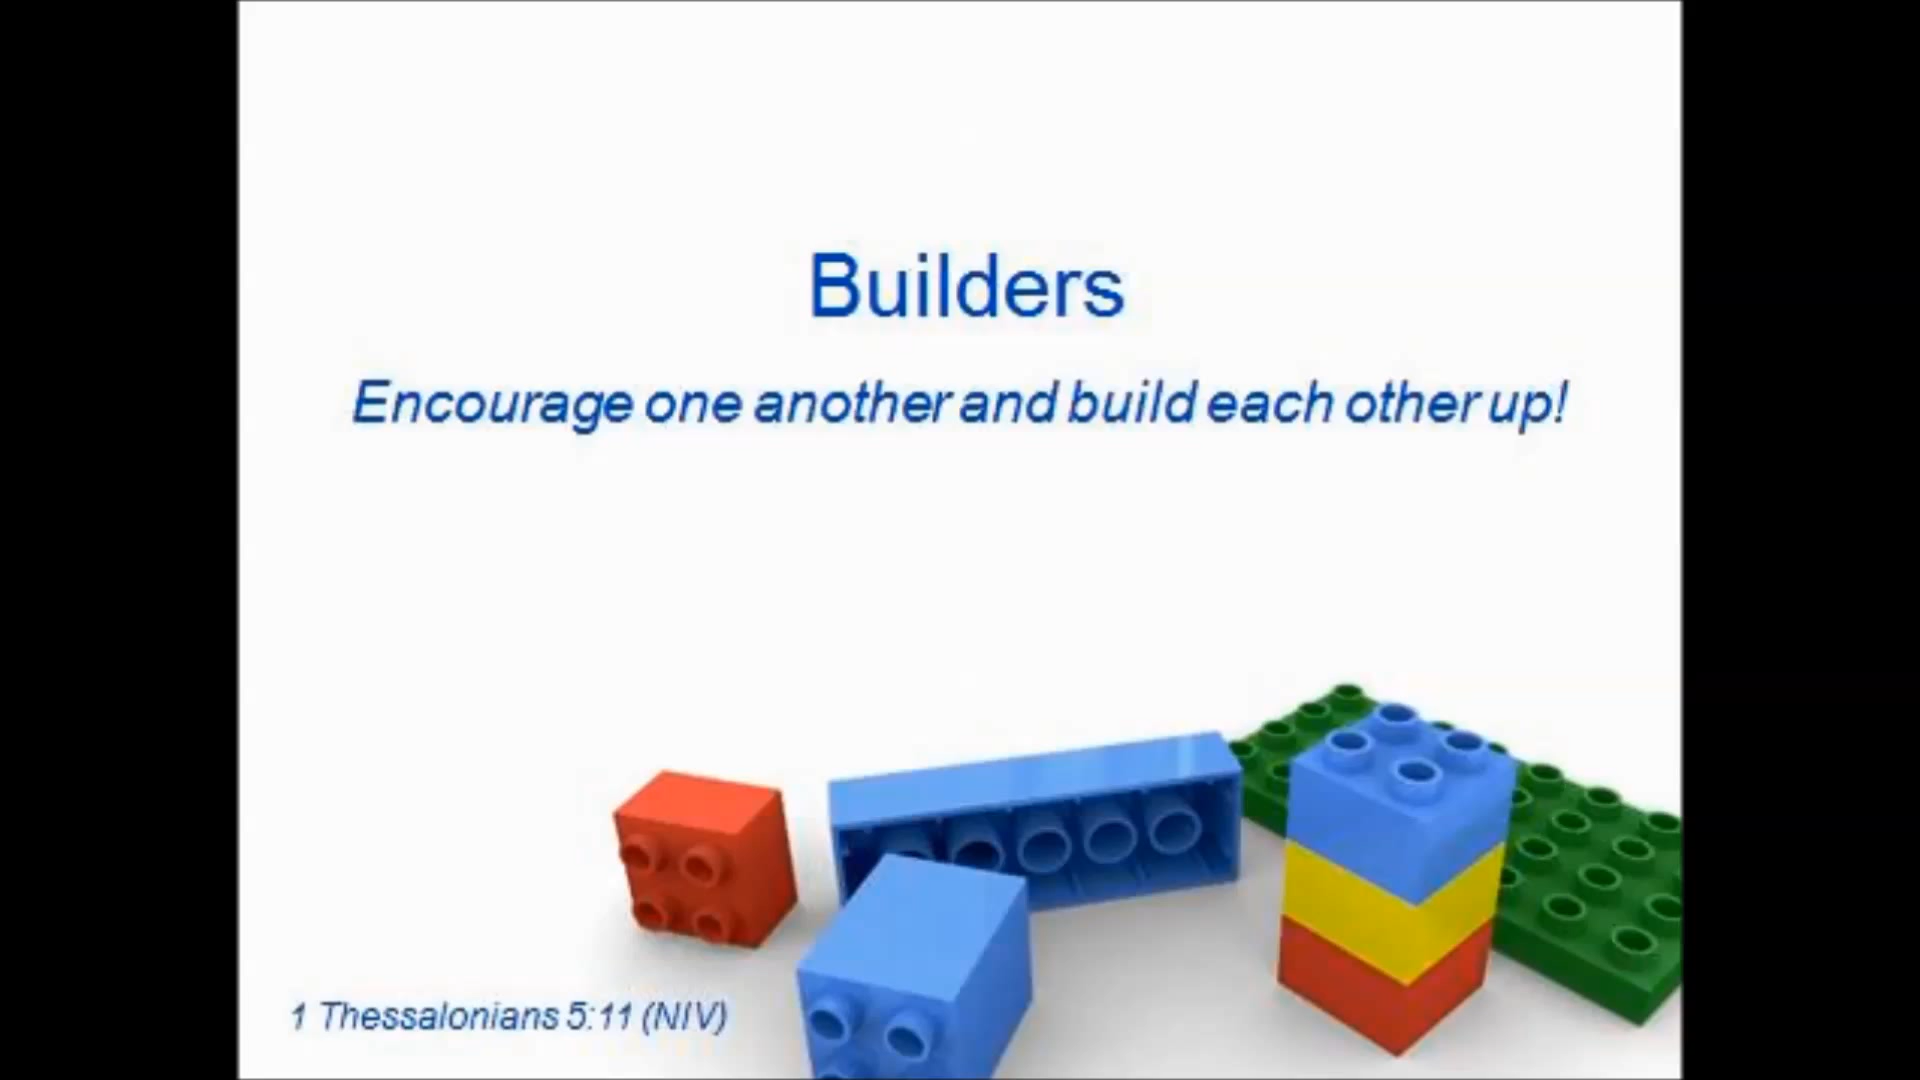 Builders
Encourage one another and build each other up!
1 Thessalonians 5:11 (NIV)